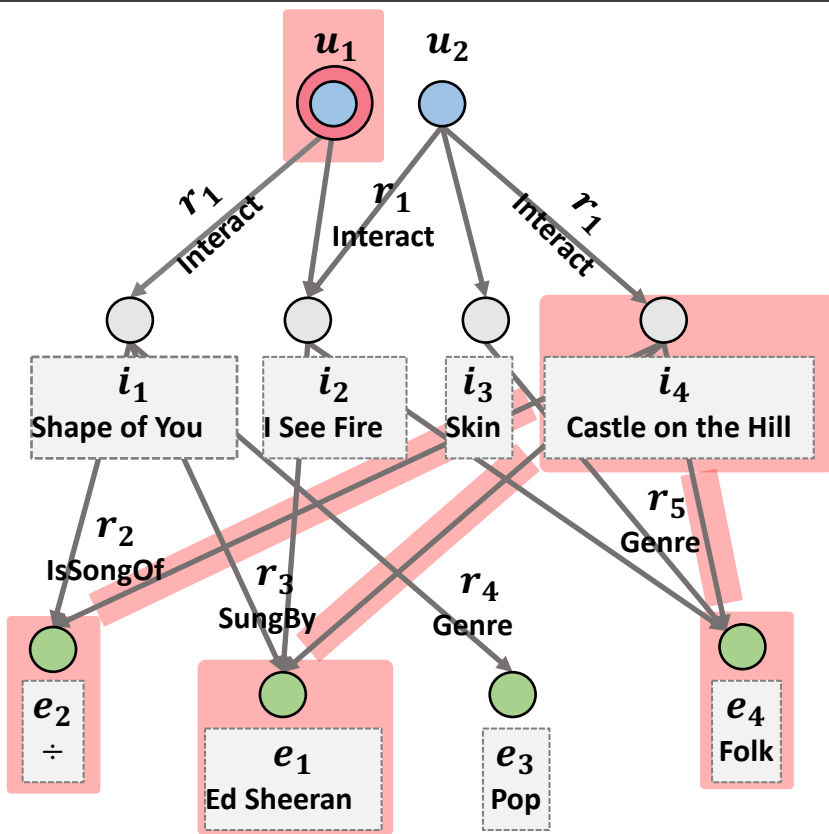 u₁
u₂
r₁
Interact
r₁
Interact
r₁
Interact
i₁
Shape of You
i₂
I See Fire
i₃
Skin
i₄
Castle on the Hill
r₂
IsSongOf
r₃
SungBy
r₄
Genre
r₅
Genre
e₂
÷
e₁
Ed Sheeran
e₃
Pop
e₄
Folk